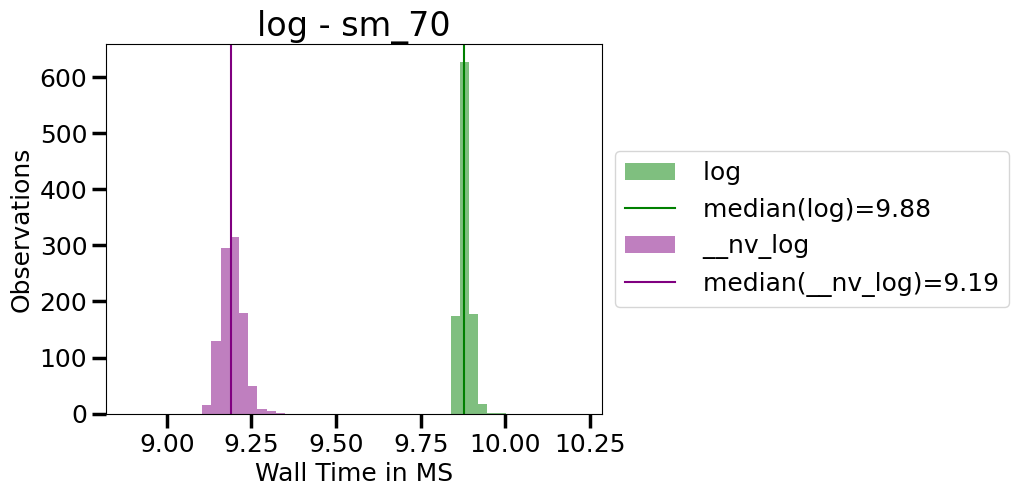 log - sm_70
Observations
600
500
400
300
200
100
0
9.00 9.25 9.50 9.75 10.00 10.25
Wall Time in MS
log
median(log)=9.88
__nv_log
median(__nv_log)=9.19